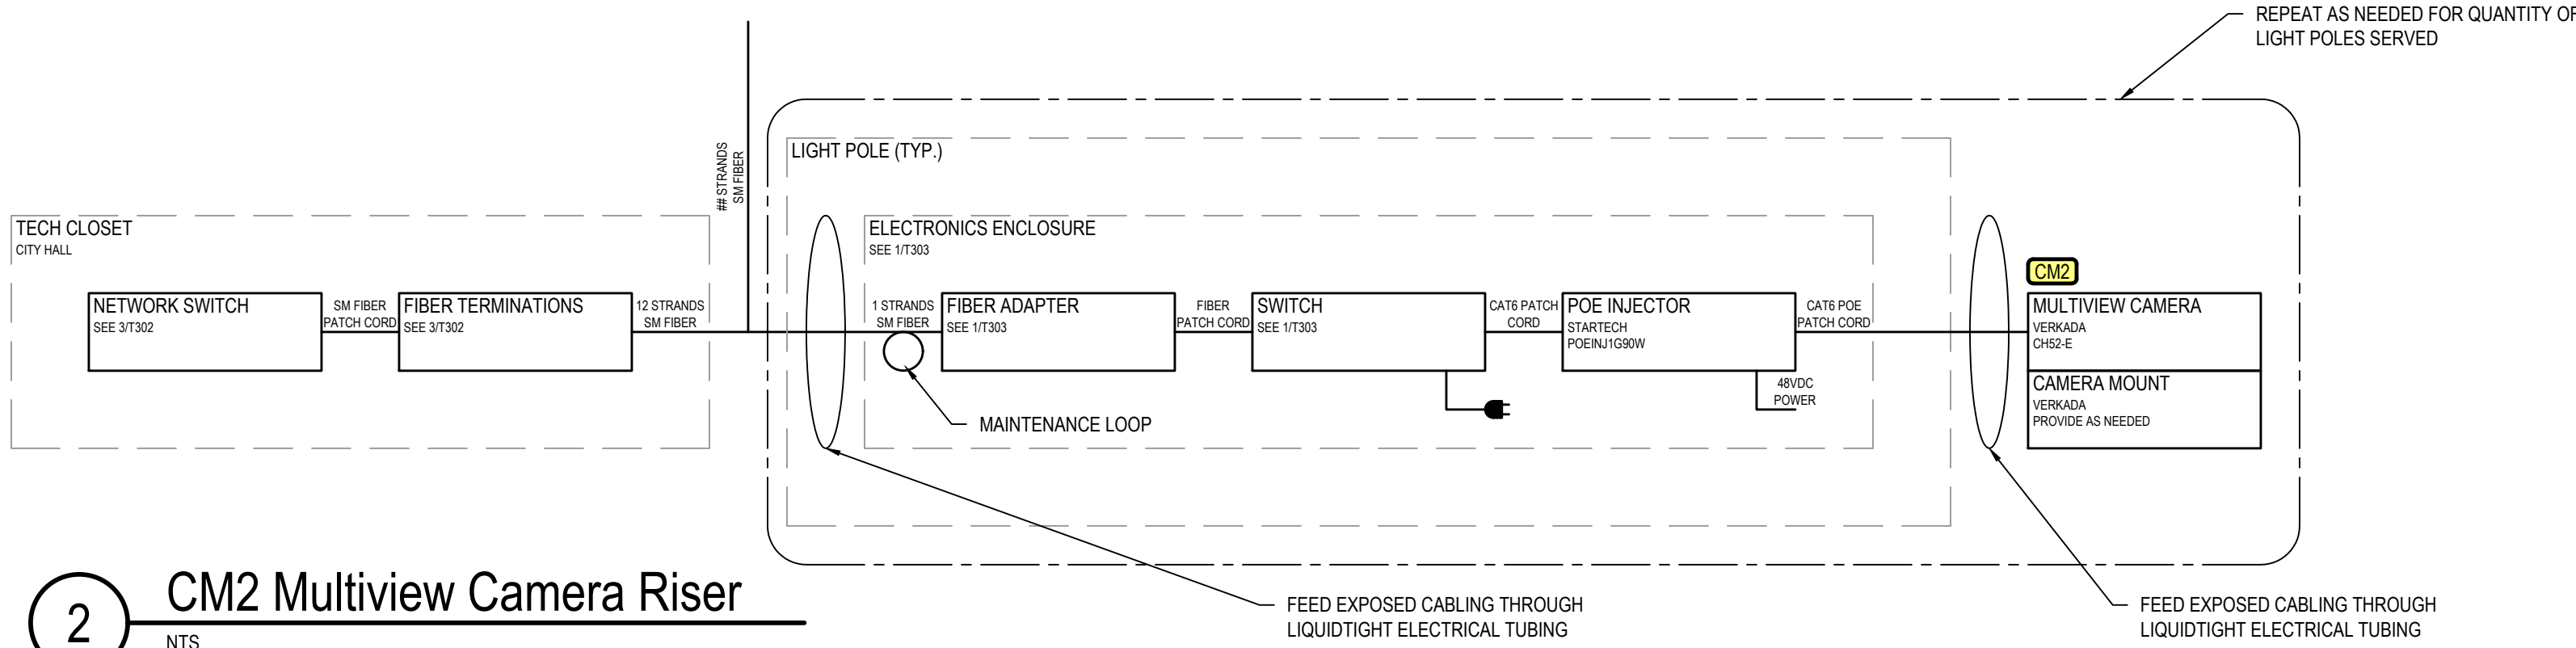 REPEAT AS NEEDED FOR QUANTITY OF
LIGHT POLES SERVED
## STRANDS
SM FIBER
LIGHT POLE (TYP.)
TECH CLOSET
CITY HALL
ELECTRONICS ENCLOSURE
SEE 1/T303
NETWORK SWITCH
SEE 3/T302
SM FIBER
PATCH CORD
FIBER TERMINATIONS
SEE 3/T302
12 STRANDS
SM FIBER
1 STRANDS
SM FIBER
FIBER ADAPTER
SEE 1/T303
FIBER
PATCH CORD
SWITCH
SEE 1/T303
CAT6 PATCH
CORD
POE INJECTOR
STARTECH
POEINJ1G90W
CAT6 POE
PATCH CORD
CM2
MULTIVIEW CAMERA
VERKADA
CH52-E
CAMERA MOUNT
VERKADA
PROVIDE AS NEEDED
48VDC
POWER
MAINTENANCE LOOP
FEED EXPOSED CABLING THROUGH
LIQUIDTIGHT ELECTRICAL TUBING
FEED EXPOSED CABLING THROUGH
LIQUIDTIGHT ELECTRICAL TUBING
2
CM2 Multiview Camera Riser
NTS